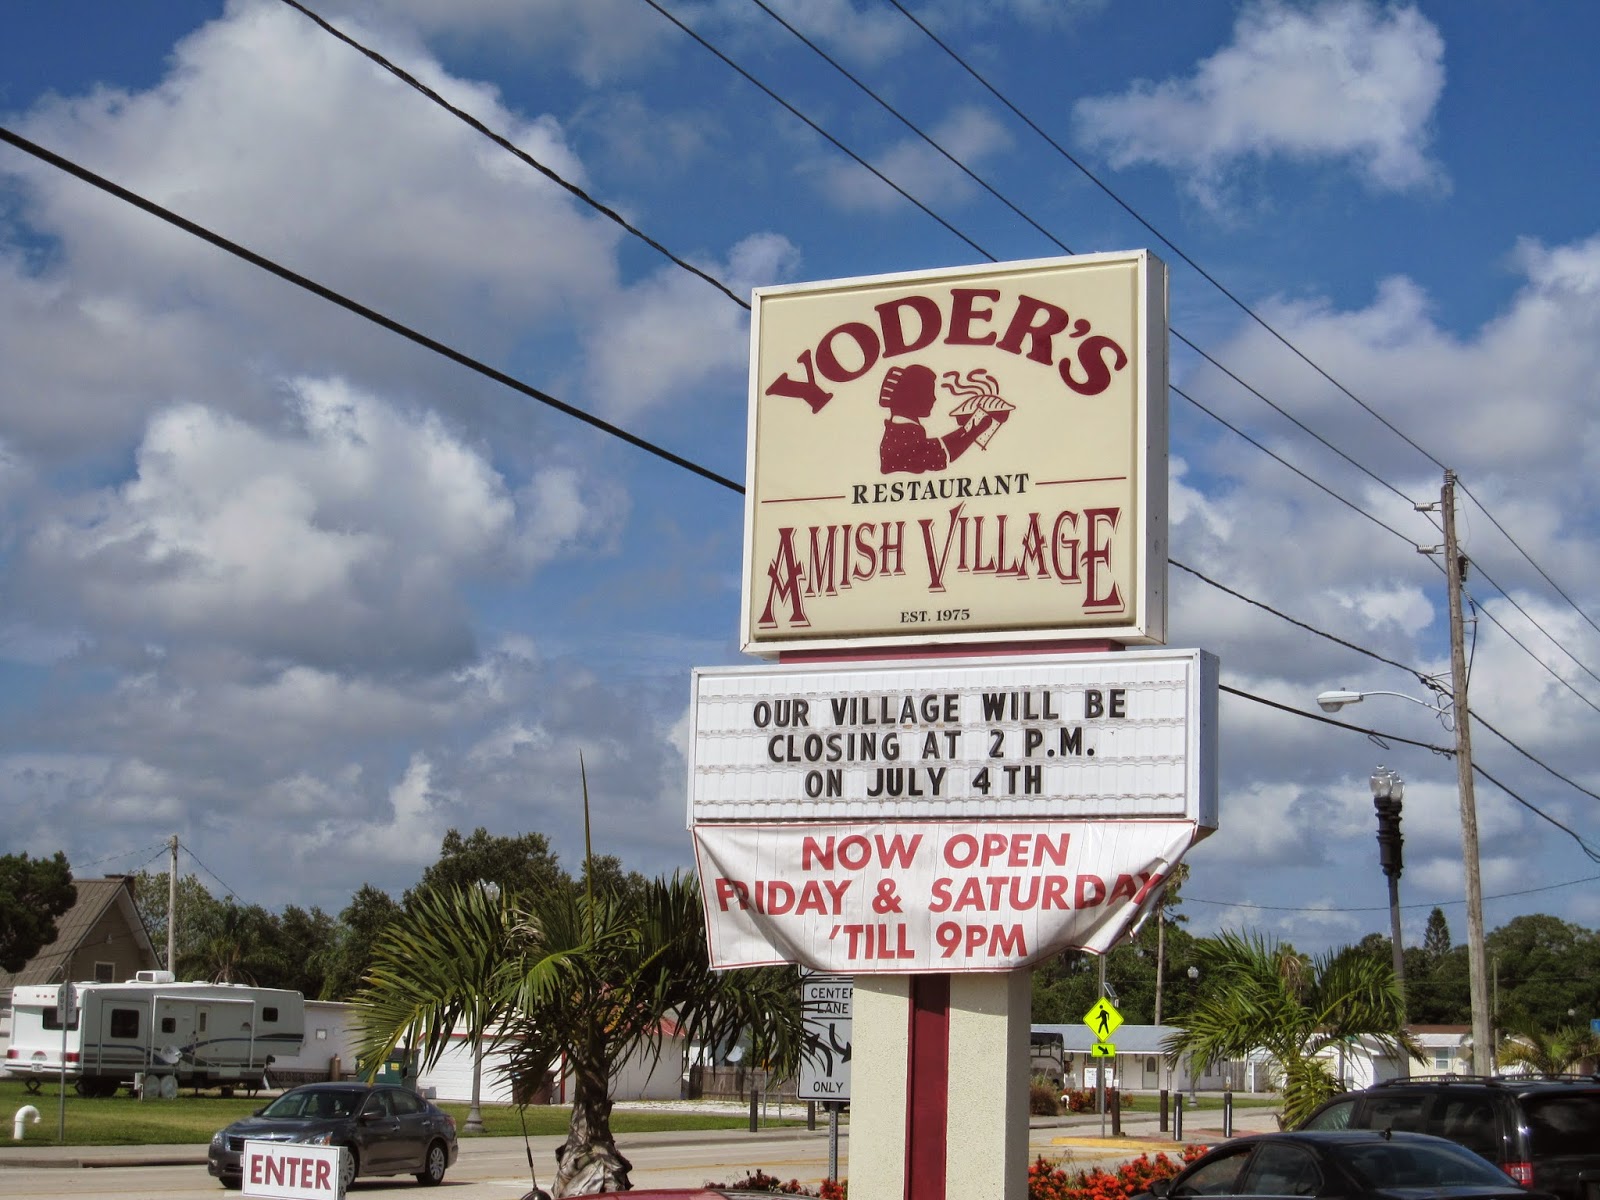 YODER'S
RESTAURANT
AMISH VILLAGE
EST. 1975
OUR VILLAGE WILL BE
CLOSING AT 2 P.M.
ON JULY 4TH
NOW OPEN
FRIDAY & SATURDAY
'TILL 9PM
CENTER
LANE
ONLY
ENTER